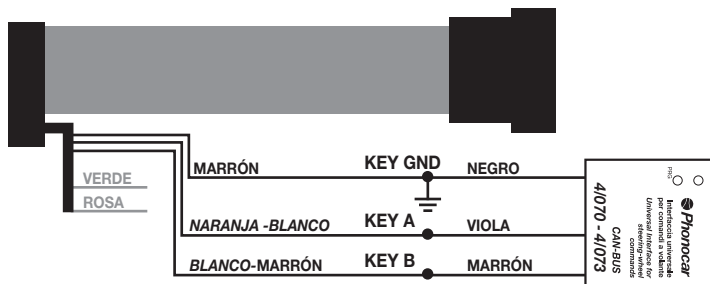 MARRÓN
KEY GND
NEGRO
VERDE
ROSA
NARANJA -BLANCO
KEY A
VIOLA
BLANCO-MARRÓN
KEY B
MARRÓN
PRG
Phonocar
Interfaccia universale
per comandi a volante
Universal Interface for
steering-wheel
commands
CAN-BUS
4/070 - 4/073